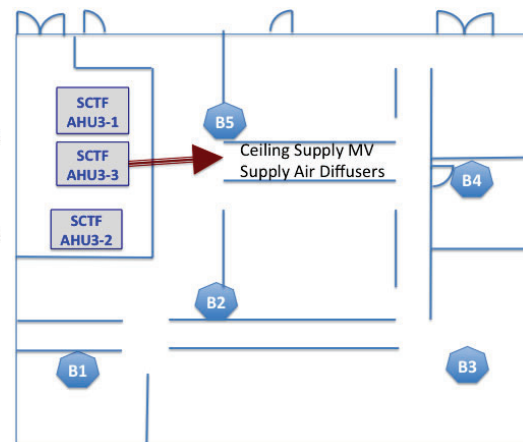 SCTF
AHU3-1
B5
SCTF
AHU3-3
Ceiling Supply MV
Supply Air Diffusers
B4
SCTF
AHU3-2
B2
B1
B3